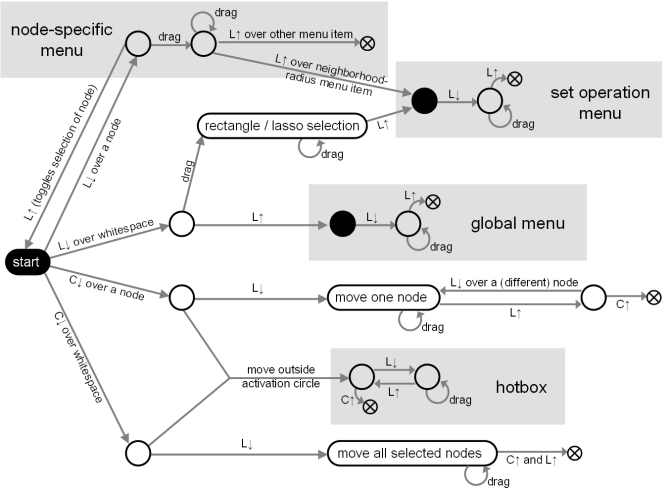 node-specific
menu
drag
drag
L↑ over other menu item
L↑ over neighborhood-
radius menu item
L↑ (toggles selection of node)
L↓ over a node
set operation
menu
L↓
L↑
drag
rectangle / lasso selection
drag
L↑
drag
L↓ over whitespace
L↑
L↓
L↑
drag
global menu
start
C↓ over a node
L↓
move one node
drag
L↓ over a (different) node
L↑
C↑
C↓ over whitespace
move outside
activation circle
L↓
L↑
C↑
drag
hotbox
L↓
move all selected nodes
drag
C↑ and L↑